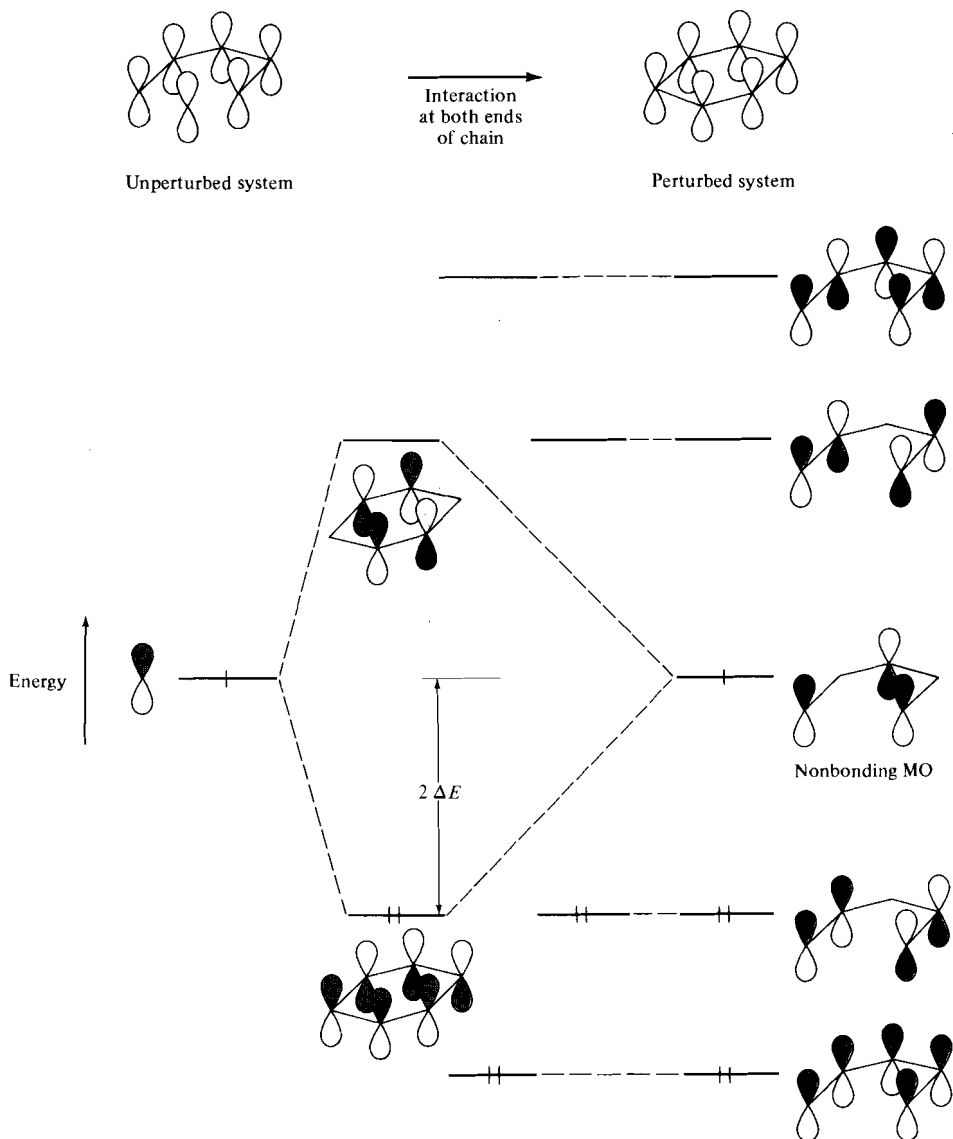 Interaction
at both ends
of chain
Unperturbed system
Perturbed system
Energy
Nonbonding MO
2 ΔE